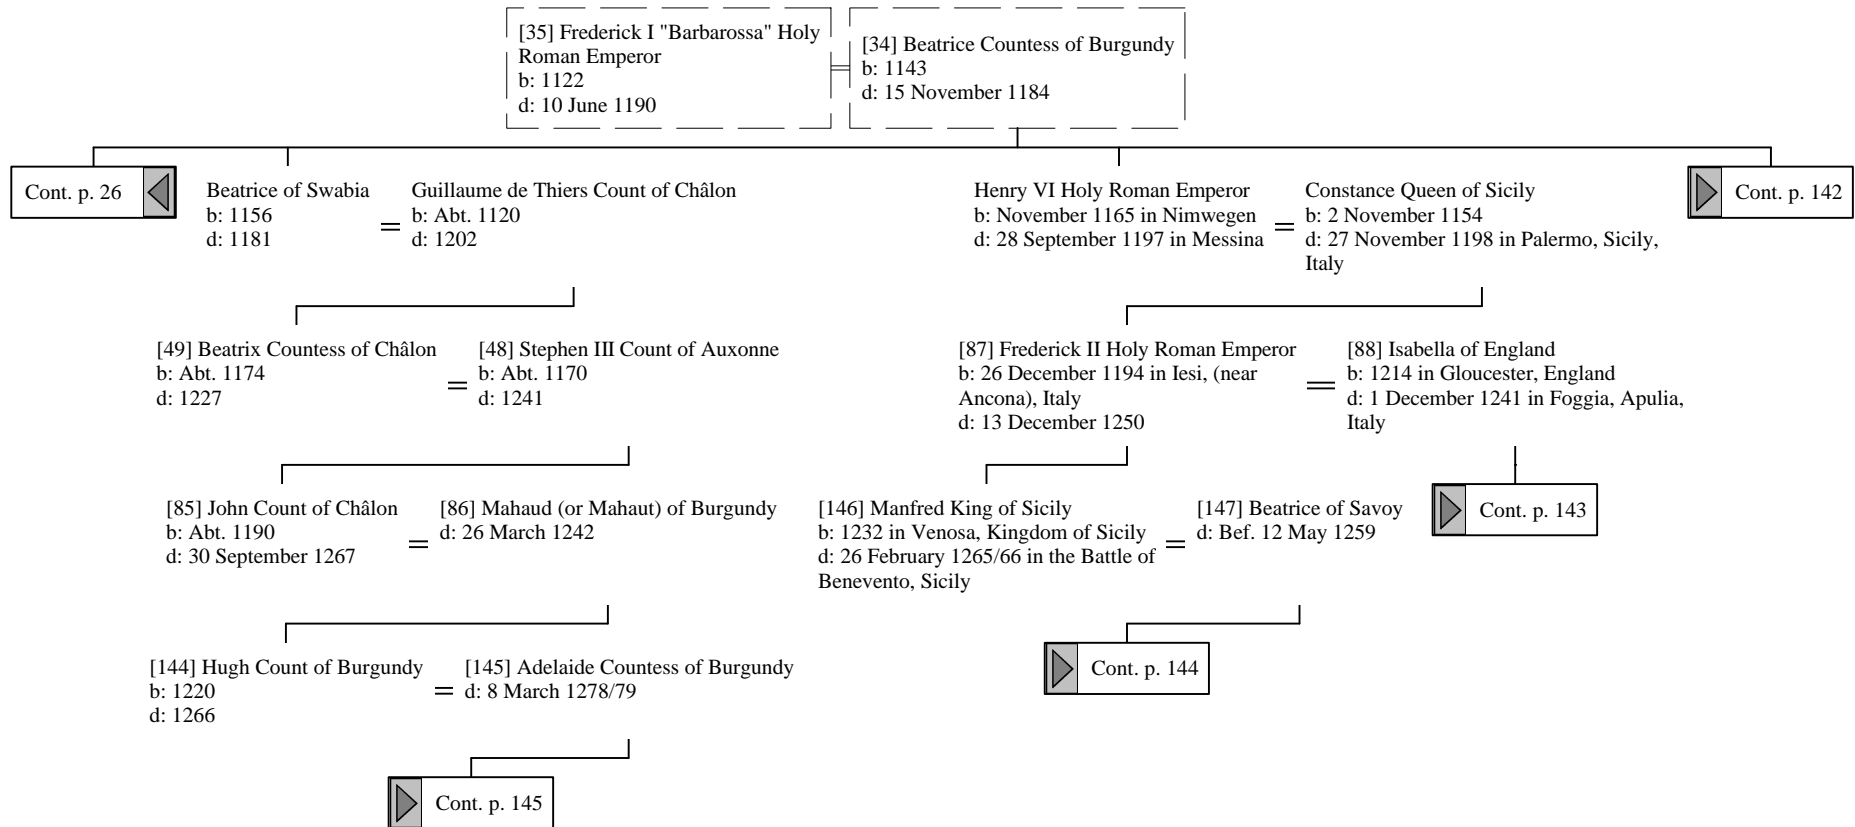 [35] Frederick I "Barbarossa" Holy
Roman Emperor
b: 1122
d: 10 June 1190
[34] Beatrice Countess of Burgundy
b: 1143
d: 15 November 1184
Cont. p. 26
Beatrice of Swabia
b: 1156
d: 1181
=
Guillaume de Thiers Count of Châlon
b: Abt. 1120
d: 1202
Henry VI Holy Roman Emperor
b: November 1165 in Nimwegen
d: 28 September 1197 in Messina
=
Constance Queen of Sicily
b: 2 November 1154
d: 27 November 1198 in Palermo, Sicily,
Italy
Cont. p. 142
[49] Beatrix Countess of Châlon
b: Abt. 1174
d: 1227
=
[48] Stephen III Count of Auxonne
b: Abt. 1170
d: 1241
[87] Frederick II Holy Roman Emperor
b: 26 December 1194 in Iesi, (near
Ancona), Italy
d: 13 December 1250
=
[88] Isabella of England
b: 1214 in Gloucester, England
d: 1 December 1241 in Foggia, Apulia,
Italy
[85] John Count of Châlon
b: Abt. 1190
d: 30 September 1267
=
[86] Mahaud (or Mahaut) of Burgundy
d: 26 March 1242
[146] Manfred King of Sicily
b: 1232 in Venosa, Kingdom of Sicily
d: 26 February 1265/66 in the Battle of
Benevento, Sicily
=
[147] Beatrice of Savoy
d: Bef. 12 May 1259
Cont. p. 143
[144] Hugh Count of Burgundy
b: 1220
d: 1266
=
[145] Adelaide Countess of Burgundy
d: 8 March 1278/79
Cont. p. 144
Cont. p. 145